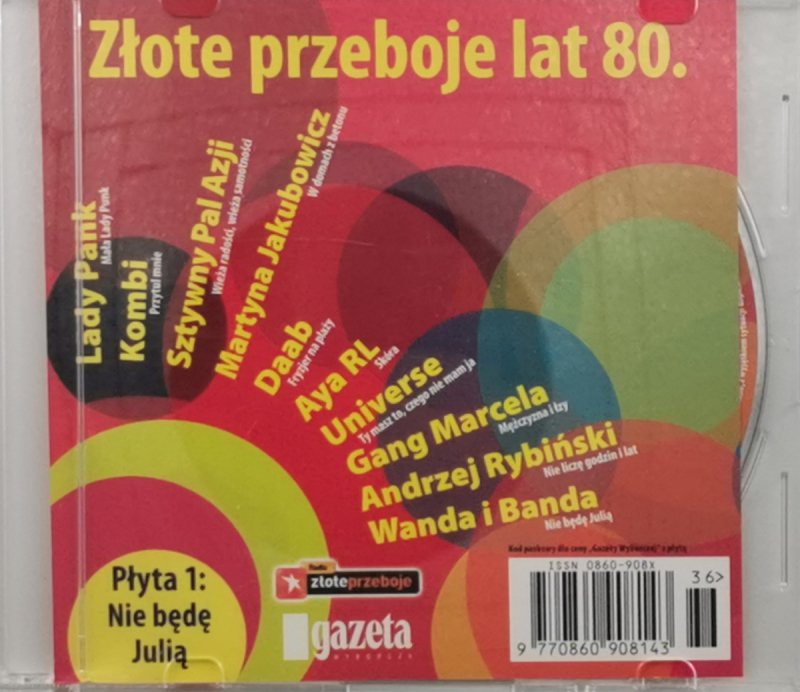 Złote przeboje lat 80.
Lady Pank
Mała Lady Punk
Kombi
Przytul mnie
Sztywny Pal Azji
Wieża radości, wieża samotności
Martyna Jakubowicz
W domach z betonu
Daab
Fryzjer na plaży
Aya RL
Skóra
Universe
Ty masz to, czego nie mam ja
Gang Marcela
Mężczyzna i łzy
Andrzej Rybiński
Nie liczę godzin i lat
Wanda i Banda
Nie będę Julią
Kod paskowy dla ceny „Gazety Wyborczej" z płytą
ISSN 0860-908X
36>
9 770860 908143
Płyta 1:
Nie będę
Julią
Radio
złoteprzeboje
gazeta
WYBORCZA